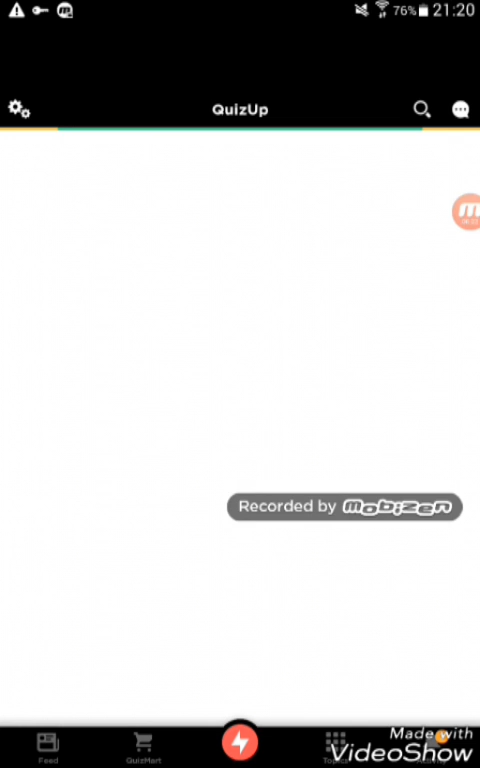 76% 21:20
QuizUp
Recorded by mobizen
Made with
VideoShow
Feed
QuizMart
Topics